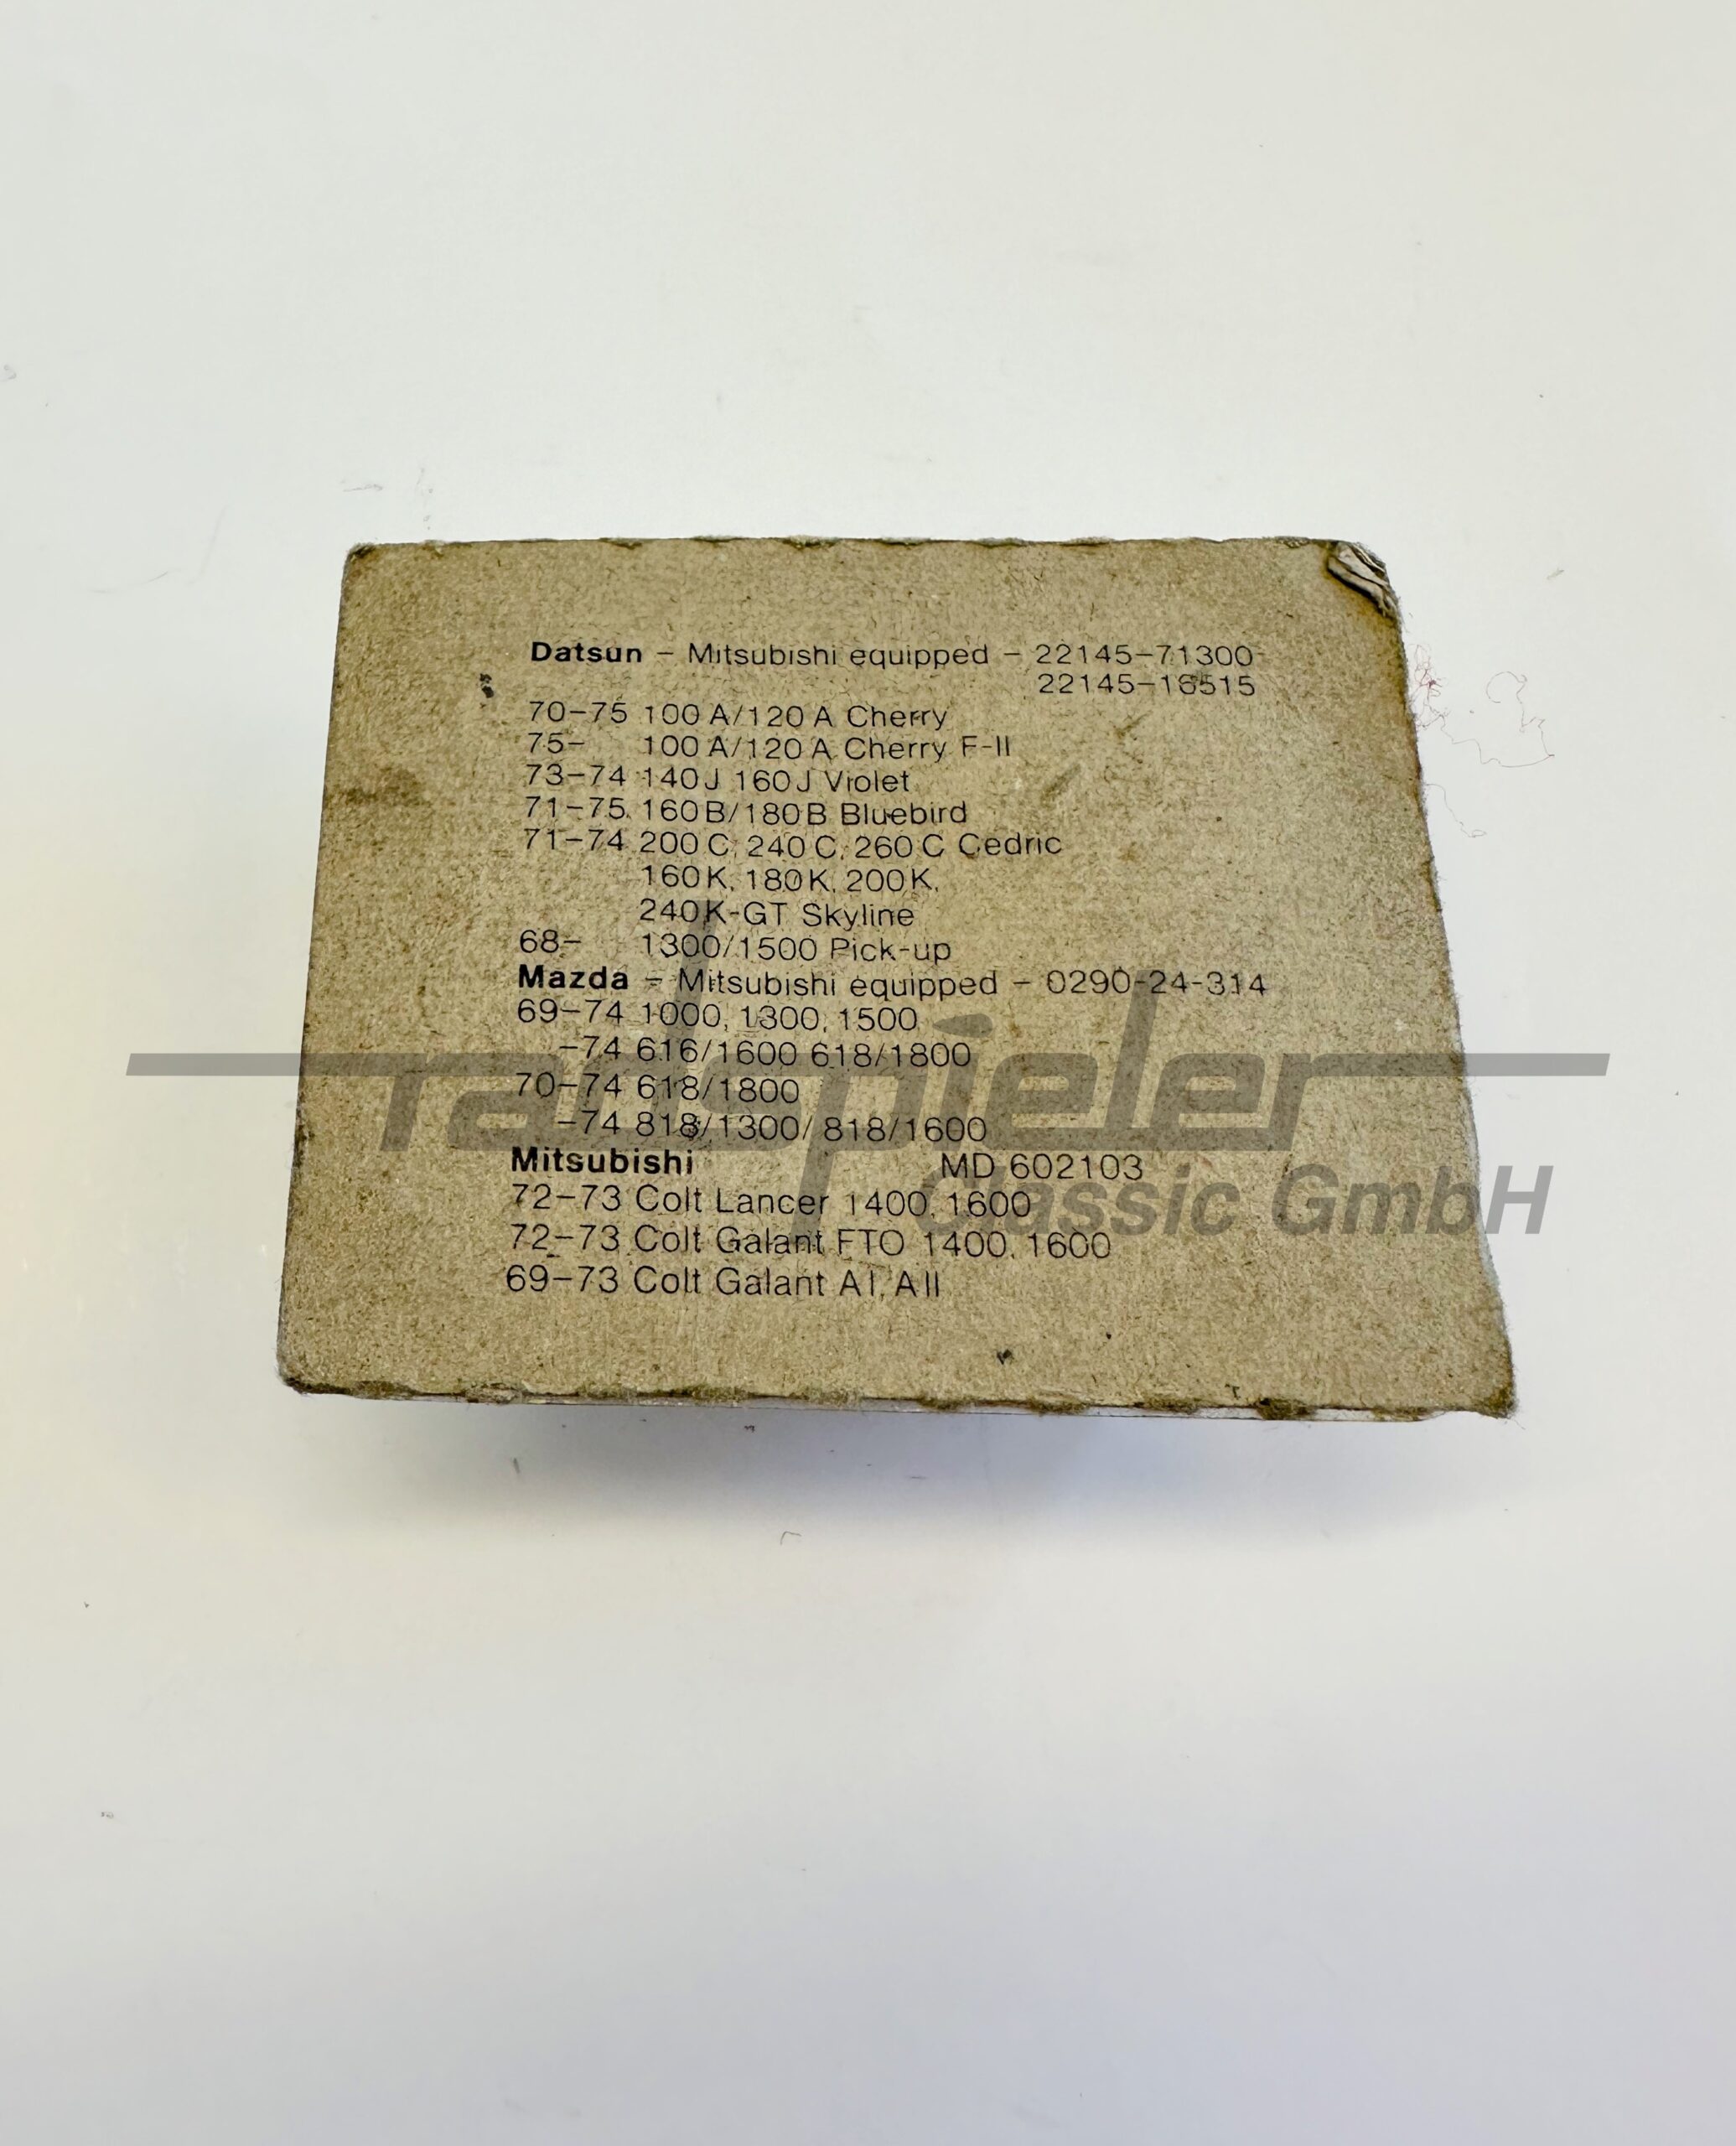 Datsun – Mitsubishi equipped – 22145-71300
22145-16515
70-75 100 A/120 A Cherry
75- 100 A/120 A Cherry F-II
73-74 140 J 160 J Violet
71-75 160 B/180 B Bluebird
71-74 200 C, 240 C, 260 C Cedric
160 K, 180 K, 200 K,
240 K-GT Skyline
68- 1300/1500 Pick-up
Mazda – Mitsubishi equipped – 0290-24-314
69-74 1000, 1300, 1500
-74 616/1600 618/1800
70-74 618/1800
-74 818/1300/ 818/1600
Mitsubishi MD 602103
72-73 Colt Lancer 1400, 1600
72-73 Colt Galant FTO 1400, 1600
69-73 Colt Galant A I, A II
Classic GmbH